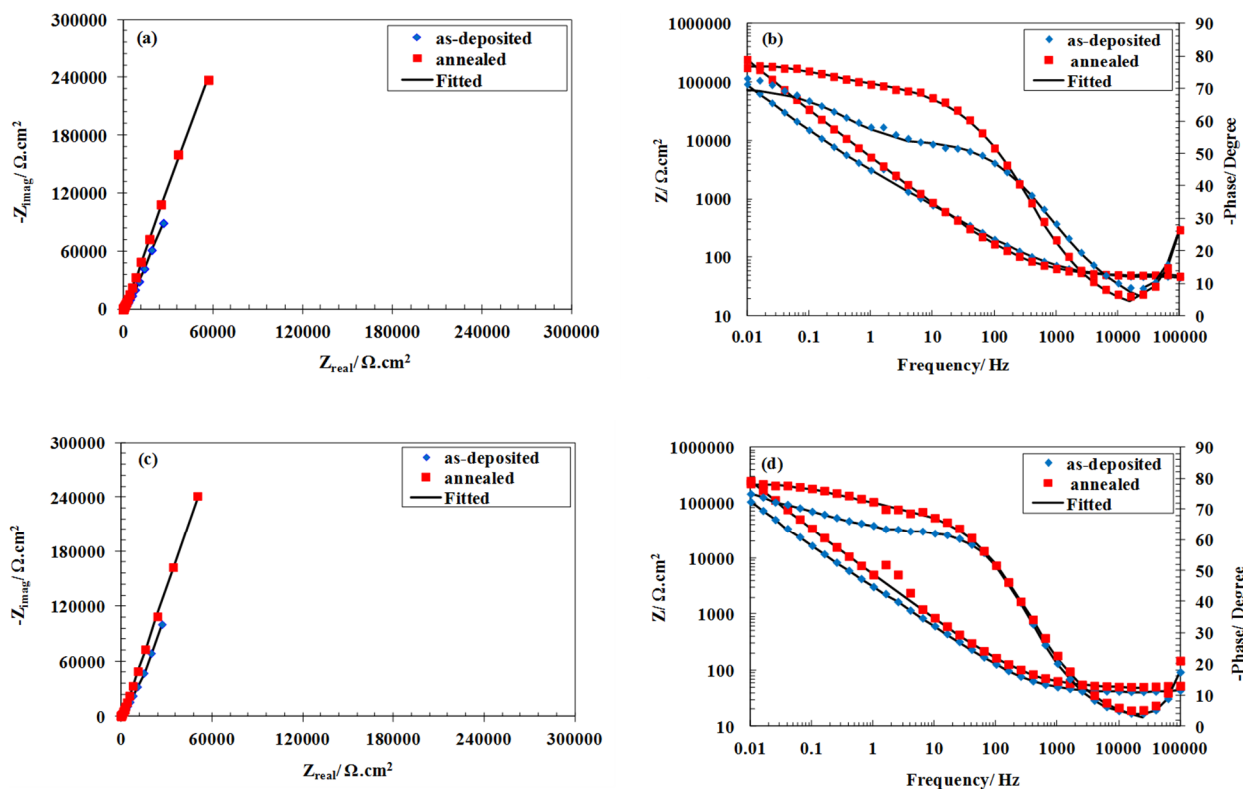 (a)
as-deposited
annealed
Fitted
300000
240000
180000
120000
60000
0
-Zimag/ Ω.cm²
0 60000 120000 180000 240000 300000
Zreal/ Ω.cm²
(b)
as-deposited
annealed
Fitted
1000000
100000
10000
1000
100
10
Z/ Ω.cm²
90
80
70
60
50
40
30
20
10
0
-Phase/ Degree
0.01 0.1 1 10 100 1000 10000 100000
Frequency/ Hz
(c)
as-deposited
annealed
Fitted
300000
240000
180000
120000
60000
0
-Zimag/ Ω.cm²
0 60000 120000 180000 240000 300000
Zreal/ Ω.cm²
(d)
as-deposited
annealed
Fitted
1000000
100000
10000
1000
100
10
Z/ Ω.cm²
90
80
70
60
50
40
30
20
10
0
-Phase/ Degree
0.01 0.1 1 10 100 1000 10000 100000
Frequency/ Hz